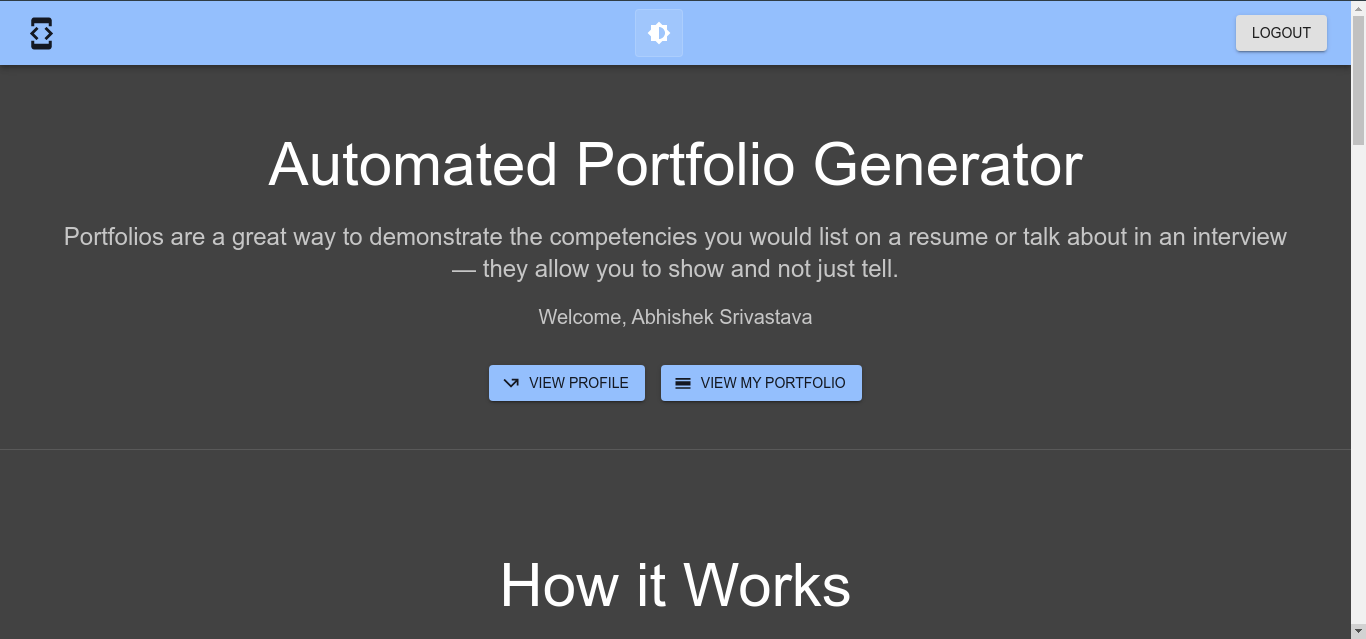 LOGOUT
Automated Portfolio Generator
Portfolios are a great way to demonstrate the competencies you would list on a resume or talk about in an interview
— they allow you to show and not just tell.
Welcome, Abhishek Srivastava
VIEW PROFILE
VIEW MY PORTFOLIO
How it Works